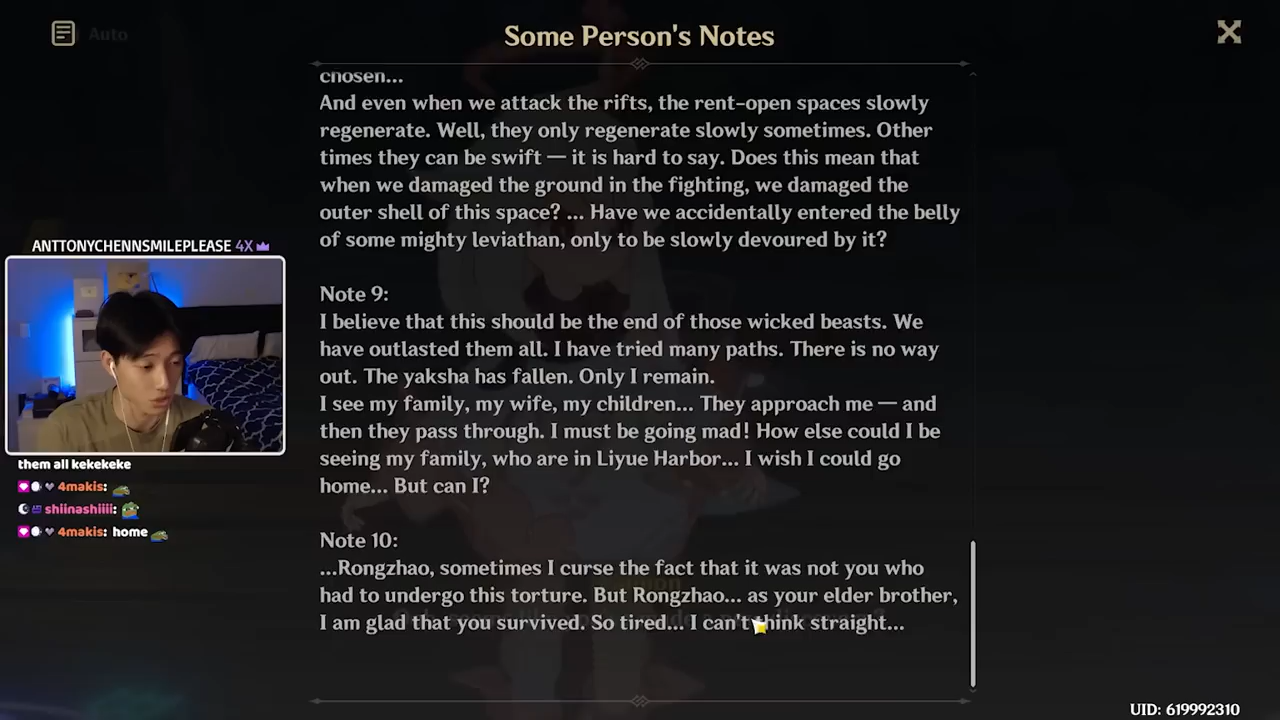 Auto
Some Person's Notes
chosen...
And even when we attack the rifts, the rent-open spaces slowly
regenerate. Well, they only regenerate slowly sometimes. Other
times they can be swift — it is hard to say. Does this mean that
when we damaged the ground in the fighting, we damaged the
outer shell of this space? ... Have we accidentally entered the belly
of some mighty leviathan, only to be slowly devoured by it?
Note 9:
I believe that this should be the end of those wicked beasts. We
have outlasted them all. I have tried many paths. There is no way
out. The yaksha has fallen. Only I remain.
I see my family, my wife, my children... They approach me — and
then they pass through. I must be going mad! How else could I be
seeing my family, who are in Liyue Harbor... I wish I could go
home... But can I?
Note 10:
...Rongzhao, sometimes I curse the fact that it was not you who
had to undergo this torture. But Rongzhao... as your elder brother,
I am glad that you survived. So tired... I can't think straight...
ANTTONYCHENNSMILEPLEASE 4X
them all kekekeke
4makis:
shiinashiiii:
4makis: home
UID: 619992310